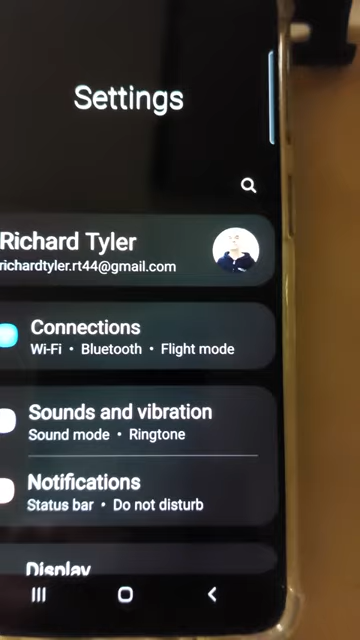 Settings
Richard Tyler
richardtyler.rt44@gmail.com
Connections
Wi-Fi • Bluetooth • Flight mode
Sounds and vibration
Sound mode • Ringtone
Notifications
Status bar • Do not disturb
Display